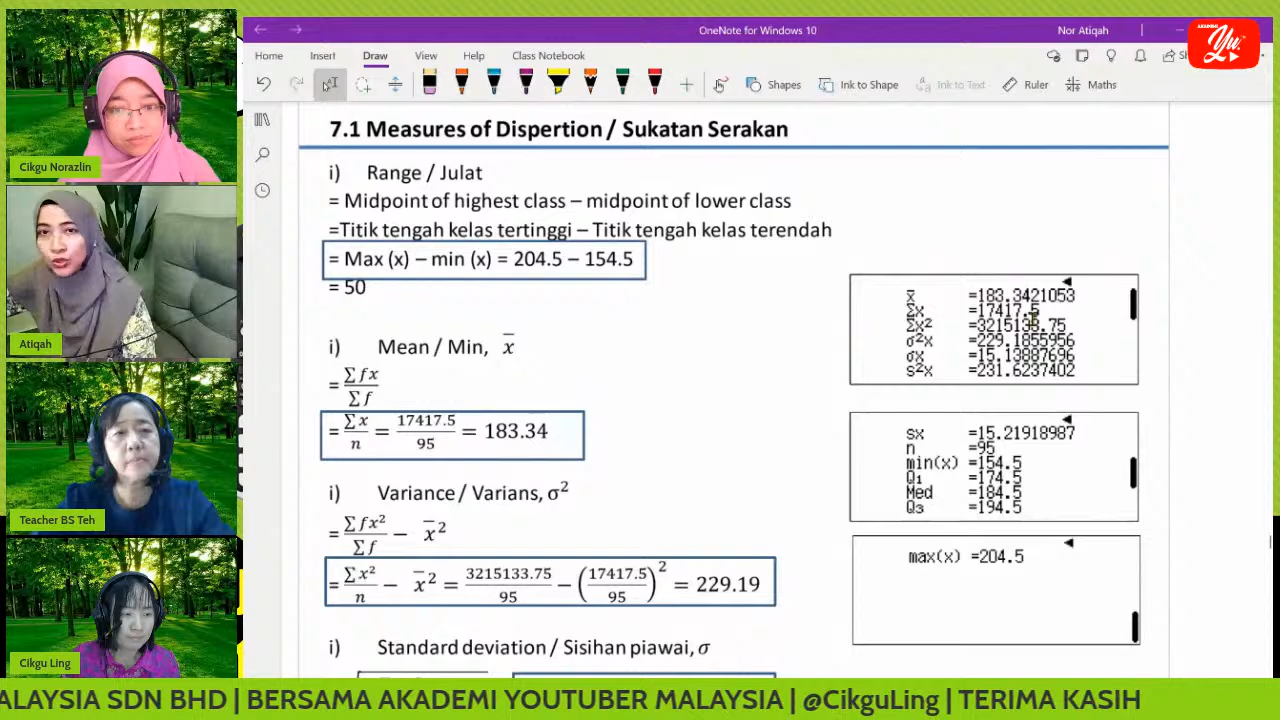 OneNote for Windows 10
Nor Atiqah
AKADEMI
Home
Insert
Draw
View
Help
Class Notebook
Shapes
Ink to Shape
Ink to Text
Ruler
Maths
7.1 Measures of Dispertion / Sukatan Serakan
i) Range / Julat
= Midpoint of highest class – midpoint of lower class
=Titik tengah kelas tertinggi – Titik tengah kelas terendah
= Max (x) – min (x) = 204.5 – 154.5
= 50
i) Mean / Min, x̄
= ∑fx / ∑f
= ∑x / n = 17417.5 / 95 = 183.34
i) Variance / Varians, σ²
= ∑fx² / ∑f − x̄²
= ∑x² / n − x̄² = 3215133.75 / 95 − (17417.5 / 95)² = 229.19
i) Standard deviation / Sisihan piawai, σ
x̄ =183.3421053
Σx =17417.5
Σx² =3215133.75
σ²x =229.1855956
σx =15.13887696
s²x =231.6237402
sx =15.21918987
n =95
min(x) =154.5
Q₁ =174.5
Med =184.5
Q₃ =194.5
max(x) =204.5
Cikgu Norazlin
Atiqah
Teacher BS Teh
Cikgu Ling
ALAYSIA SDN BHD | BERSAMA AKADEMI YOUTUBER MALAYSIA | @CikguLing | TERIMA KASIH